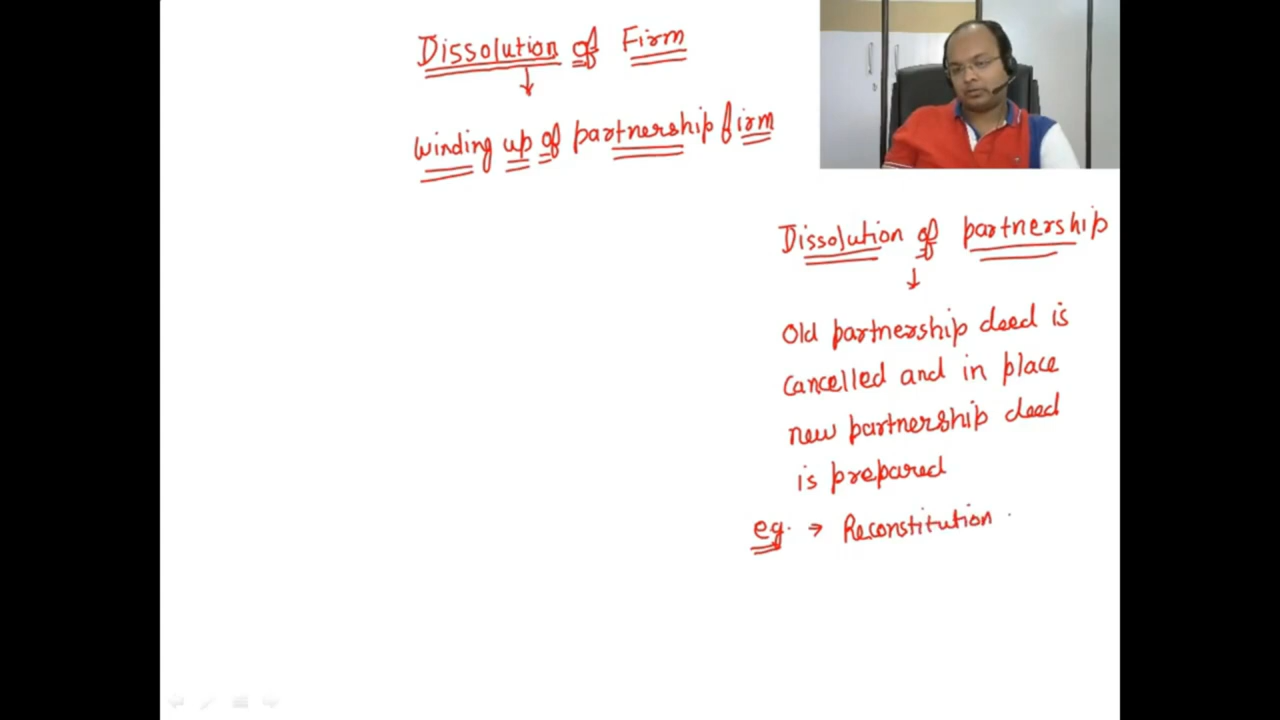 Dissolution of Firm
↓
Winding up of partnership firm
Dissolution of partnership
↓
Old partnership deed is
cancelled and in place
new partnership deed
is prepared
eg. → Reconstitution